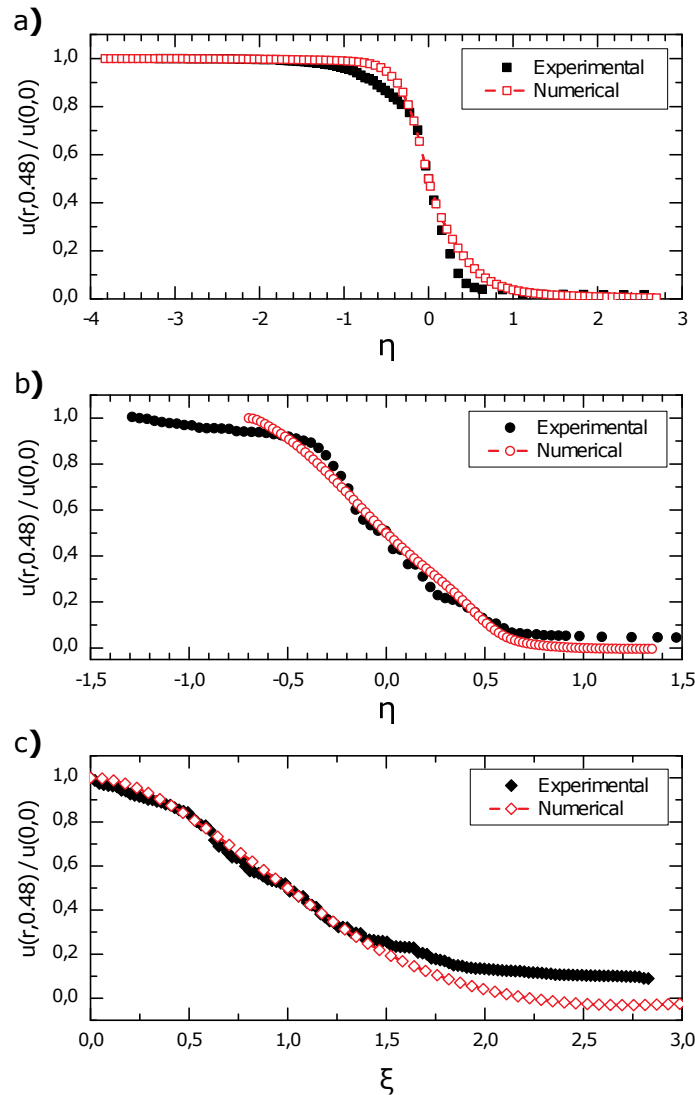 a)
u(r,0.48) / u(0,0)
1,0
0,8
0,6
0,4
0,2
0,0
Experimental
Numerical
-4 -3 -2 -1 0 1 2 3
η
b)
u(r,0.48) / u(0,0)
1,0
0,8
0,6
0,4
0,2
0,0
Experimental
Numerical
-1,5 -1,0 -0,5 0,0 0,5 1,0 1,5
η
c)
u(r,0.48) / u(0,0)
1,0
0,8
0,6
0,4
0,2
0,0
Experimental
Numerical
0,0 0,5 1,0 1,5 2,0 2,5 3,0
ξ